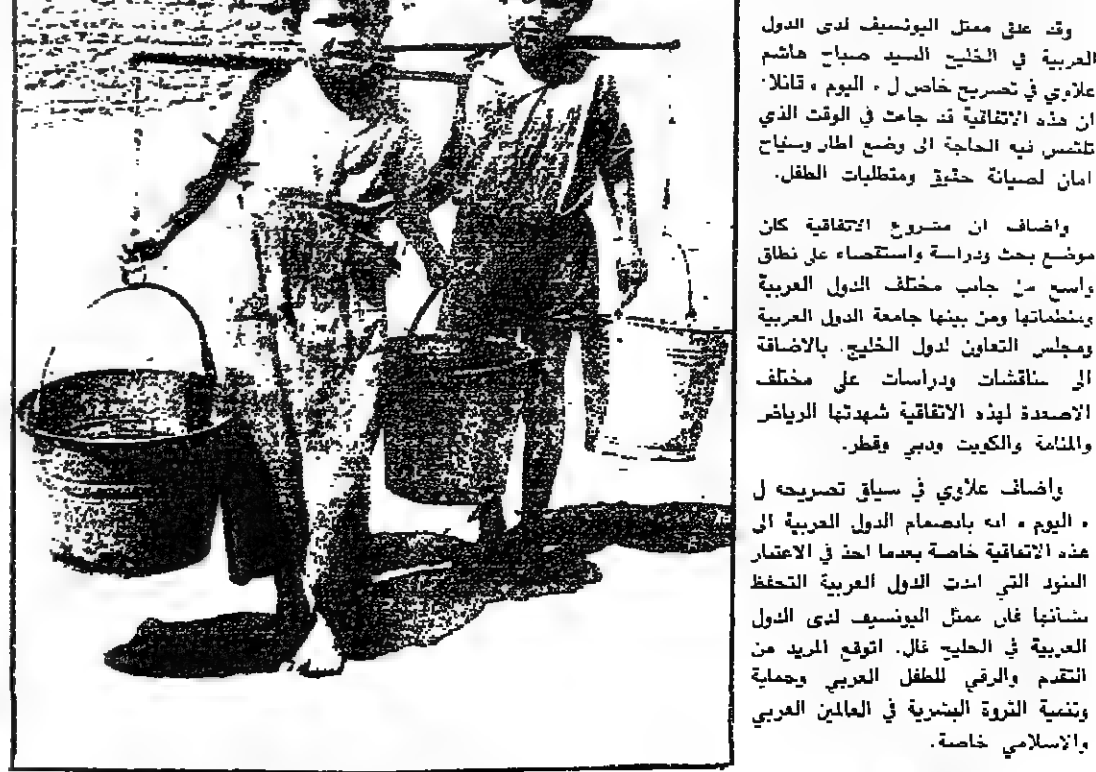 وقد علق ممثل اليونسيف لدى الدول
العربية في الخليج السيد صباح هاشم
علاوي في تصريح خاص ل « اليوم » قائلا:
ان هذه الاتفاقية قد جاءت في الوقت الذي
تلتمس فيه الحاجة الى وضع اطار وسياج
امان لصيانة حقوق ومتطلبات الطفل.
واضاف ان مشروع الاتفاقية كان
موضع بحث ودراسة واستقصاء على نطاق
واسع من جانب مختلف الدول العربية
ومنظماتها ومن بينها جامعة الدول العربية
ومجلس التعاون لدول الخليج. بالاضافة
الى مناقشات ودراسات على مختلف
الاصعدة لهذه الاتفاقية شهدتها الرياض
والمنامة والكويت ودبي وقطر.
واضاف علاوي في سياق تصريحه ل
« اليوم » انه بانضمام الدول العربية الى
هذه الاتفاقية خاصة بعدما اخذ في الاعتبار
البنود التي ابدت الدول العربية التحفظ
بشأنها فان ممثل اليونسيف لدى الدول
العربية في الخليج قال. اتوقع المزيد من
التقدم والرقي للطفل العربي وحماية
وتنمية الثروة البشرية في العالمين العربي
والاسلامي خاصة.